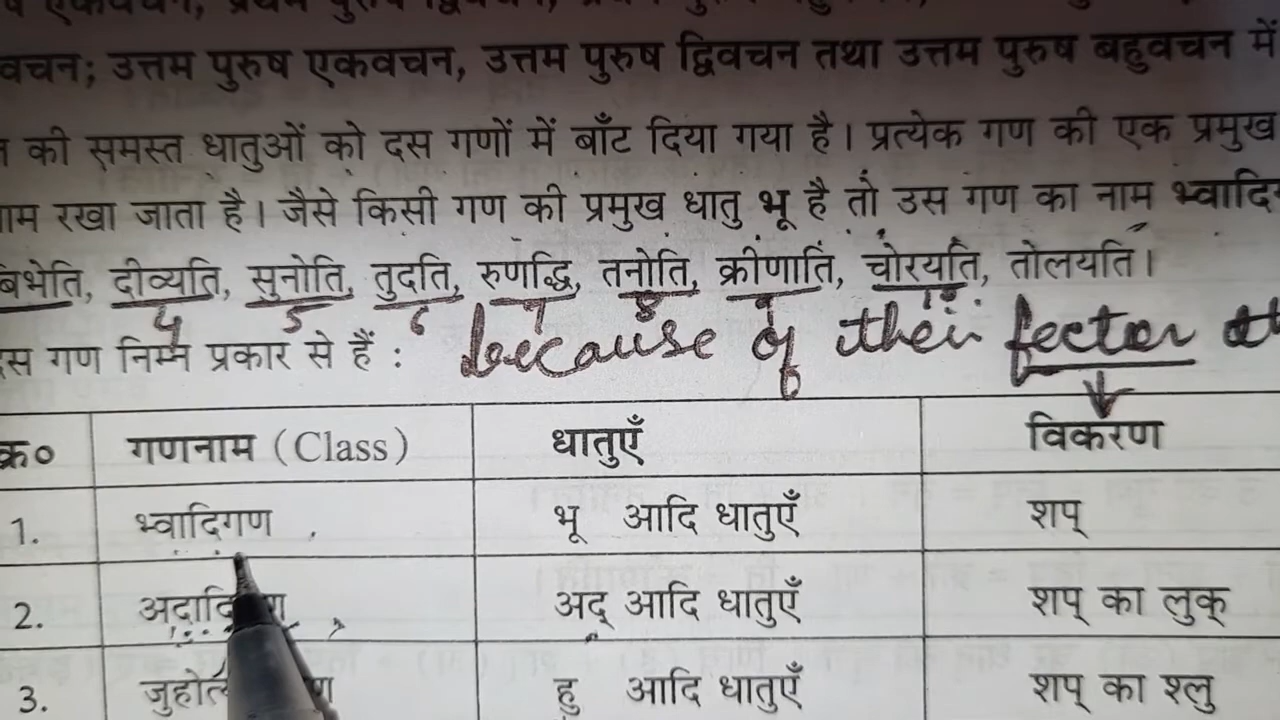 एकवचन, प्रथम पुरुष द्विवचन,
वचन; उत्तम पुरुष एकवचन, उत्तम पुरुष द्विवचन तथा उत्तम पुरुष बहुवचन में
की समस्त धातुओं को दस गणों में बाँट दिया गया है। प्रत्येक गण की एक प्रमुख
रखा जाता है। जैसे किसी गण की प्रमुख धातु भू है तो उस गण का नाम भ्वादि
बिभेति, दीव्यति, सुनोति, तुदति, रुणद्धि, तनोति, क्रीणाति, चोरयति, तोलयति।
4 5 6 7 8 9 10
गण निम्न प्रकार से हैं : because of their fector
क्र० गणनाम (Class) धातुएँ विकरण
1. भ्वादिगण भू आदि धातुएँ शप्
2. अद् आदि धातुएँ शप् का लुक्
3. हु आदि धातुएँ शप् का श्लु